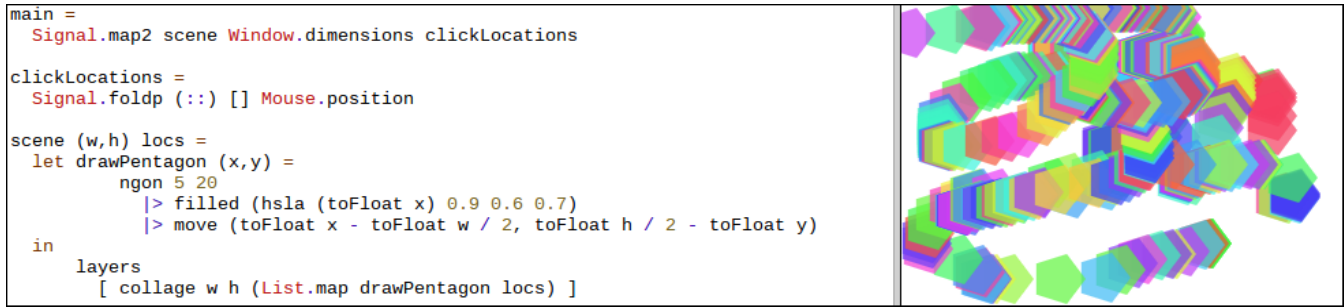 main =
  Signal.map2 scene Window.dimensions clickLocations

clickLocations =
  Signal.foldp (::) [] Mouse.position

scene (w,h) locs =
  let drawPentagon (x,y) =
          ngon 5 20
            |> filled (hsla (toFloat x) 0.9 0.6 0.7)
            |> move (toFloat x - toFloat w / 2, toFloat h / 2 - toFloat y)
  in
      layers
        [ collage w h (List.map drawPentagon locs) ]